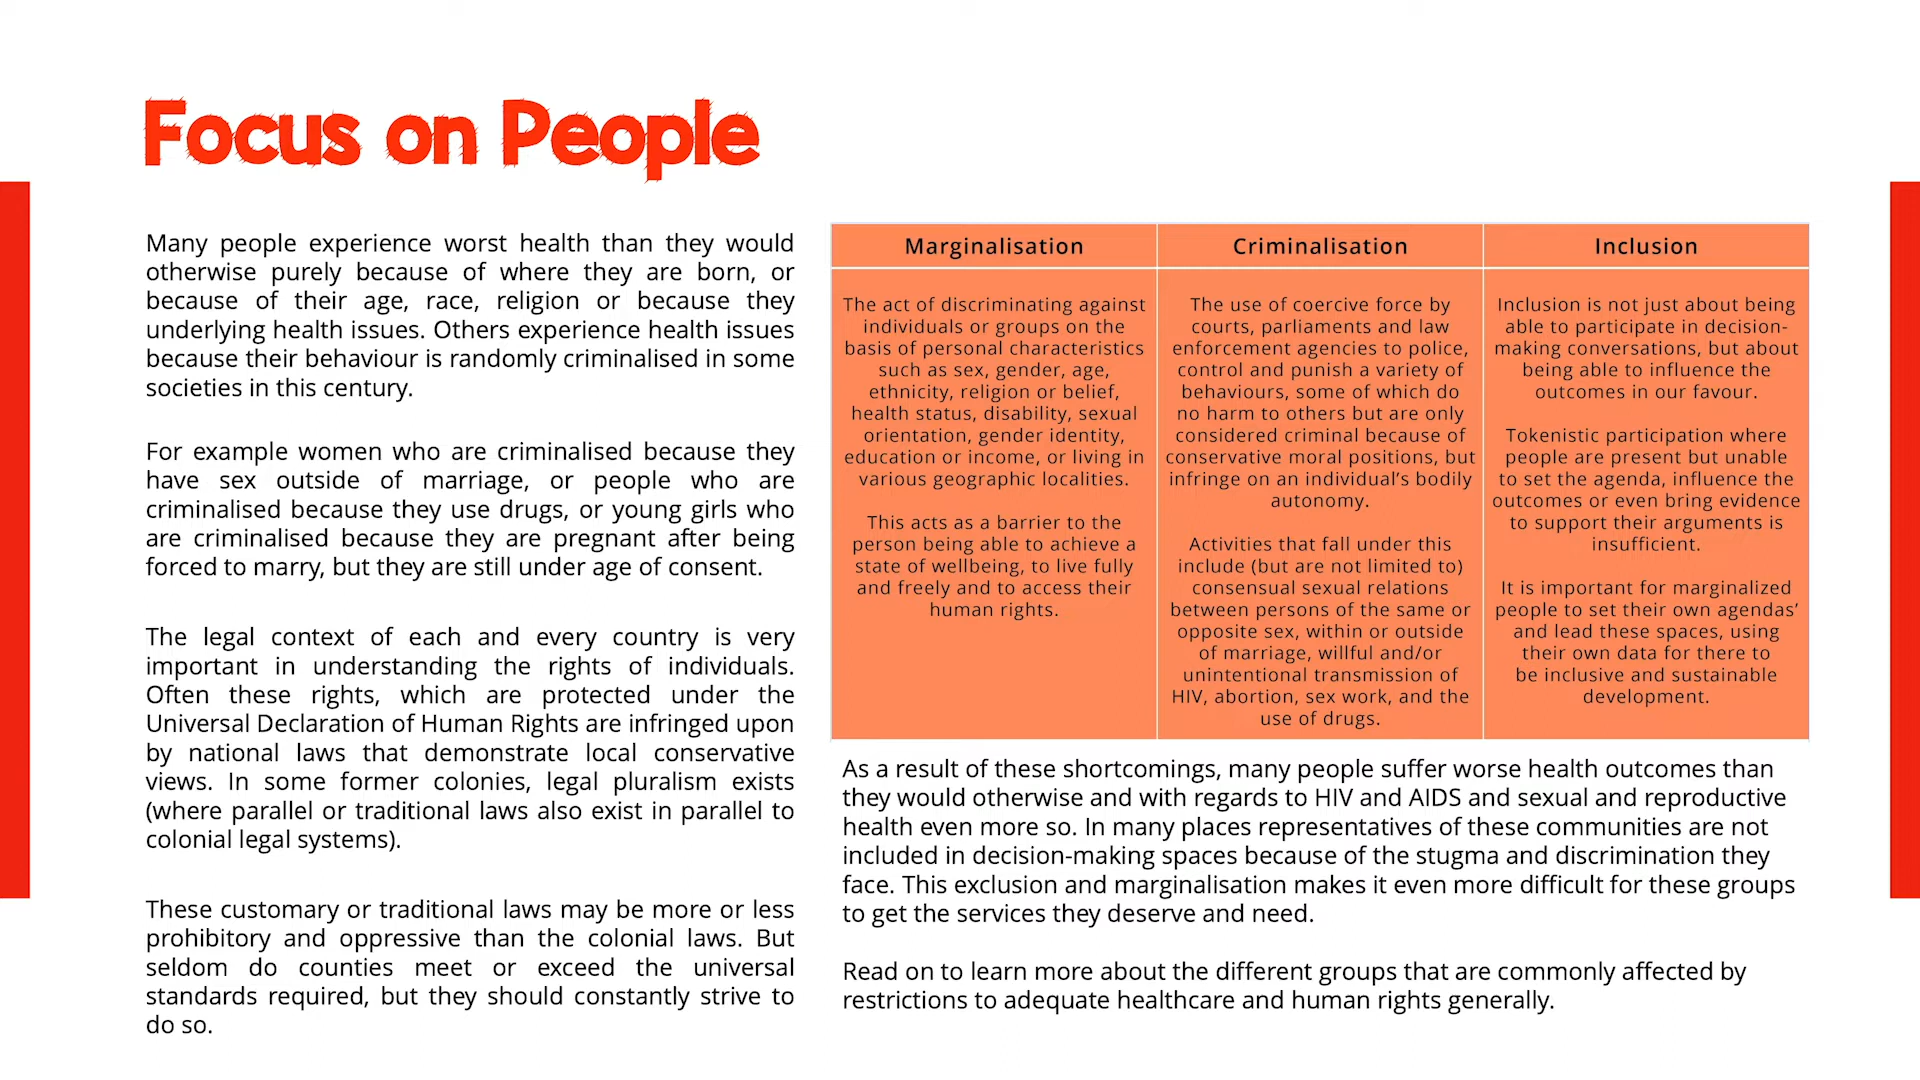 Focus on People
Many people experience worst health than they would
otherwise purely because of where they are born, or
because of their age, race, religion or because they
underlying health issues. Others experience health issues
because their behaviour is randomly criminalised in some
societies in this century.
For example women who are criminalised because they
have sex outside of marriage, or people who are
criminalised because they use drugs, or young girls who
are criminalised because they are pregnant after being
forced to marry, but they are still under age of consent.
The legal context of each and every country is very
important in understanding the rights of individuals.
Often these rights, which are protected under the
Universal Declaration of Human Rights are infringed upon
by national laws that demonstrate local conservative
views. In some former colonies, legal pluralism exists
(where parallel or traditional laws also exist in parallel to
colonial legal systems).
These customary or traditional laws may be more or less
prohibitory and oppressive than the colonial laws. But
seldom do counties meet or exceed the universal
standards required, but they should constantly strive to
do so.
Marginalisation
The act of discriminating against
individuals or groups on the
basis of personal characteristics
such as sex, gender, age,
ethnicity, religion or belief,
health status, disability, sexual
orientation, gender identity,
education or income, or living in
various geographic localities.
This acts as a barrier to the
person being able to achieve a
state of wellbeing, to live fully
and freely and to access their
human rights.
Criminalisation
The use of coercive force by
courts, parliaments and law
enforcement agencies to police,
control and punish a variety of
behaviours, some of which do
no harm to others but are only
considered criminal because of
conservative moral positions, but
infringe on an individual's bodily
autonomy.
Activities that fall under this
include (but are not limited to)
consensual sexual relations
between persons of the same or
opposite sex, within or outside
of marriage, willful and/or
unintentional transmission of
HIV, abortion, sex work, and the
use of drugs.
Inclusion
Inclusion is not just about being
able to participate in decision-
making conversations, but about
being able to influence the
outcomes in our favour.
Tokenistic participation where
people are present but unable
to set the agenda, influence the
outcomes or even bring evidence
to support their arguments is
insufficient.
It is important for marginalized
people to set their own agendas'
and lead these spaces, using
their own data for there to
be inclusive and sustainable
development.
As a result of these shortcomings, many people suffer worse health outcomes than
they would otherwise and with regards to HIV and AIDS and sexual and reproductive
health even more so. In many places representatives of these communities are not
included in decision-making spaces because of the stugma and discrimination they
face. This exclusion and marginalisation makes it even more difficult for these groups
to get the services they deserve and need.
Read on to learn more about the different groups that are commonly affected by
restrictions to adequate healthcare and human rights generally.